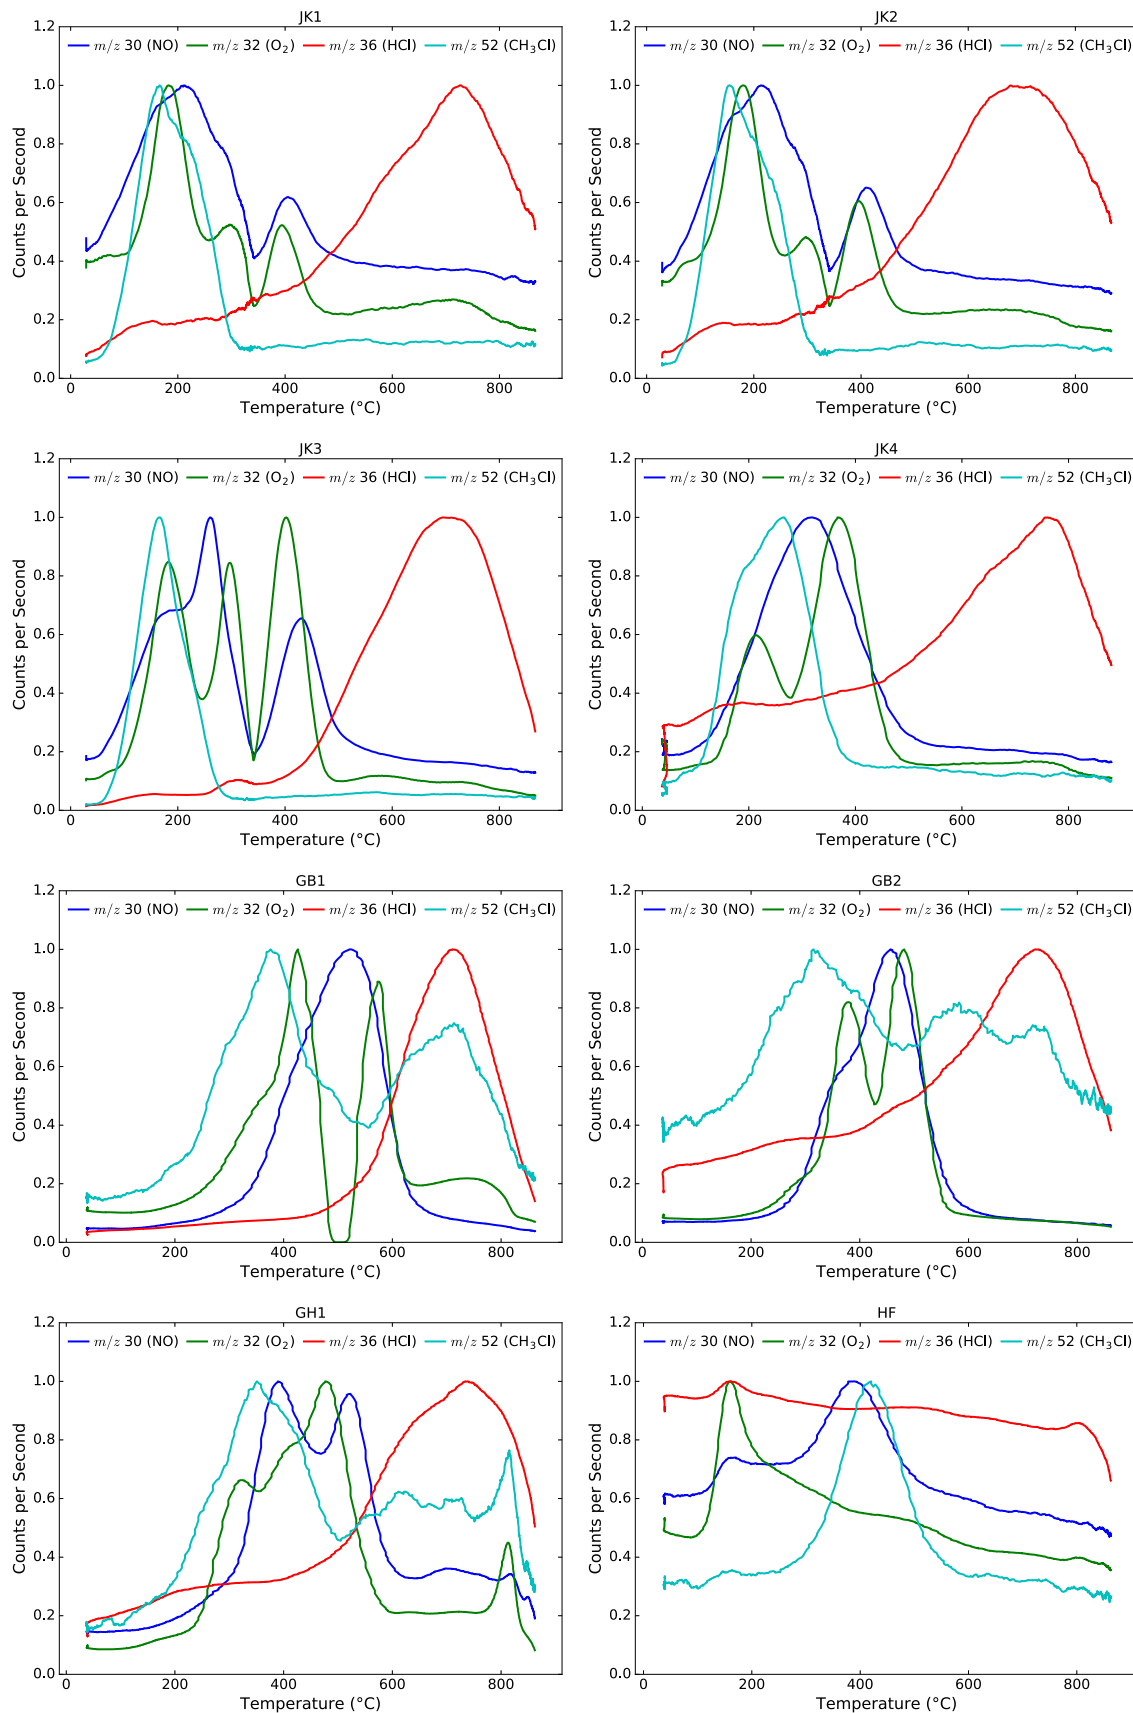 JK1
m/z 30 (NO) m/z 32 (O₂) m/z 36 (HCl) m/z 52 (CH₃Cl)
1.2
1.0
0.8
0.6
0.4
0.2
0.0
Counts per Second
0 200 400 600 800
Temperature (°C)
JK2
m/z 30 (NO) m/z 32 (O₂) m/z 36 (HCl) m/z 52 (CH₃Cl)
1.2
1.0
0.8
0.6
0.4
0.2
0.0
Counts per Second
0 200 400 600 800
Temperature (°C)
JK3
m/z 30 (NO) m/z 32 (O₂) m/z 36 (HCl) m/z 52 (CH₃Cl)
1.2
1.0
0.8
0.6
0.4
0.2
0.0
Counts per Second
0 200 400 600 800
Temperature (°C)
JK4
m/z 30 (NO) m/z 32 (O₂) m/z 36 (HCl) m/z 52 (CH₃Cl)
1.2
1.0
0.8
0.6
0.4
0.2
0.0
Counts per Second
0 200 400 600 800
Temperature (°C)
GB1
m/z 30 (NO) m/z 32 (O₂) m/z 36 (HCl) m/z 52 (CH₃Cl)
1.2
1.0
0.8
0.6
0.4
0.2
0.0
Counts per Second
0 200 400 600 800
Temperature (°C)
GB2
m/z 30 (NO) m/z 32 (O₂) m/z 36 (HCl) m/z 52 (CH₃Cl)
1.2
1.0
0.8
0.6
0.4
0.2
0.0
Counts per Second
0 200 400 600 800
Temperature (°C)
GH1
m/z 30 (NO) m/z 32 (O₂) m/z 36 (HCl) m/z 52 (CH₃Cl)
1.2
1.0
0.8
0.6
0.4
0.2
0.0
Counts per Second
0 200 400 600 800
Temperature (°C)
HF
m/z 30 (NO) m/z 32 (O₂) m/z 36 (HCl) m/z 52 (CH₃Cl)
1.2
1.0
0.8
0.6
0.4
0.2
0.0
Counts per Second
0 200 400 600 800
Temperature (°C)